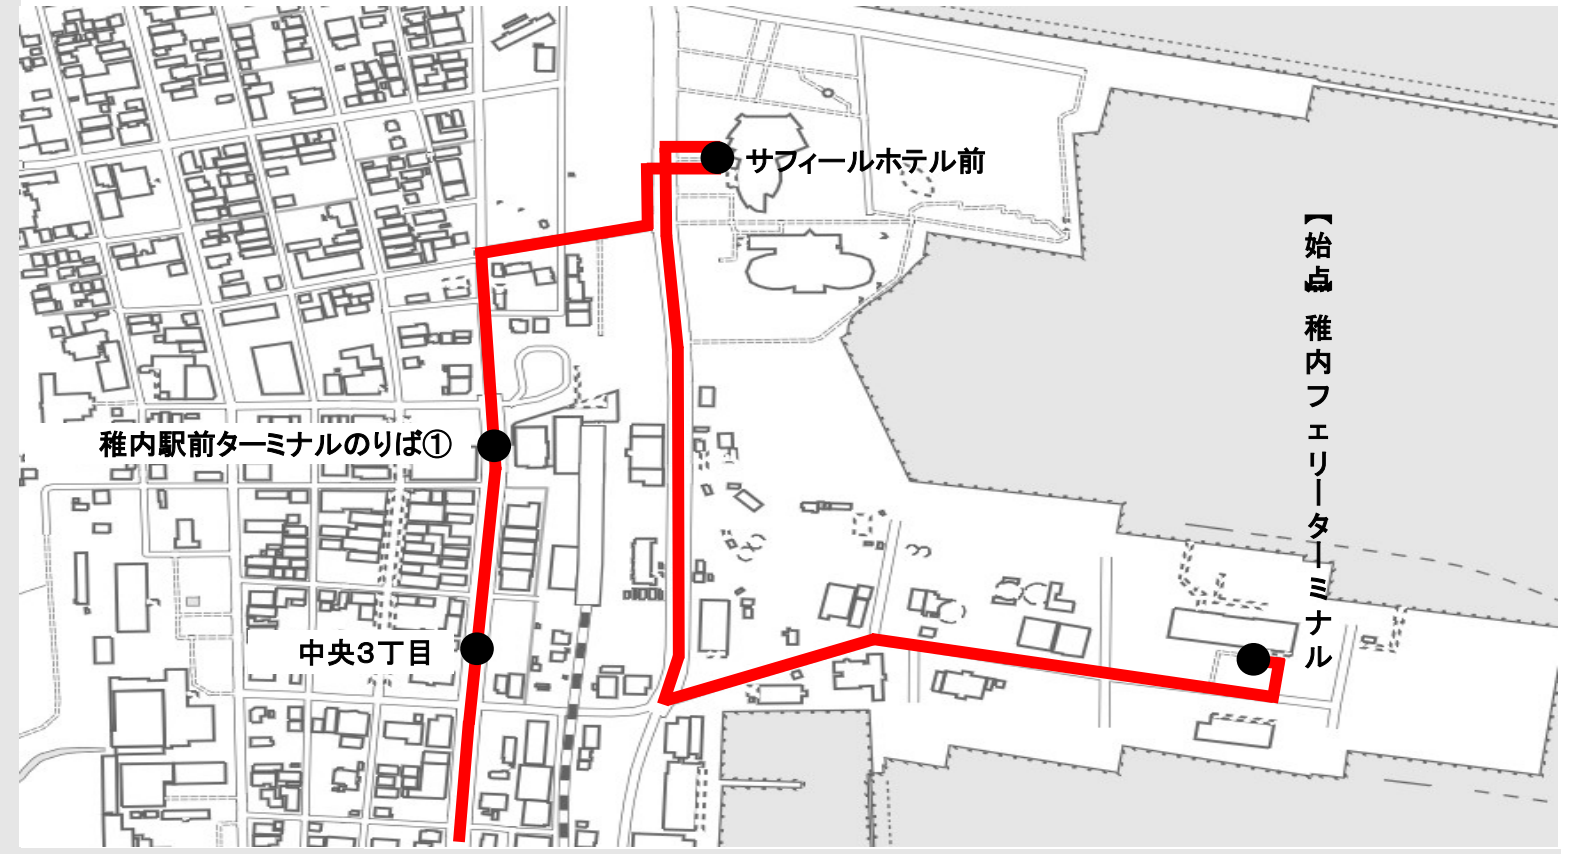 サフィールホテル前
【始点】稚内フェリーターミナル
稚内駅前ターミナルのりば①
中央3丁目